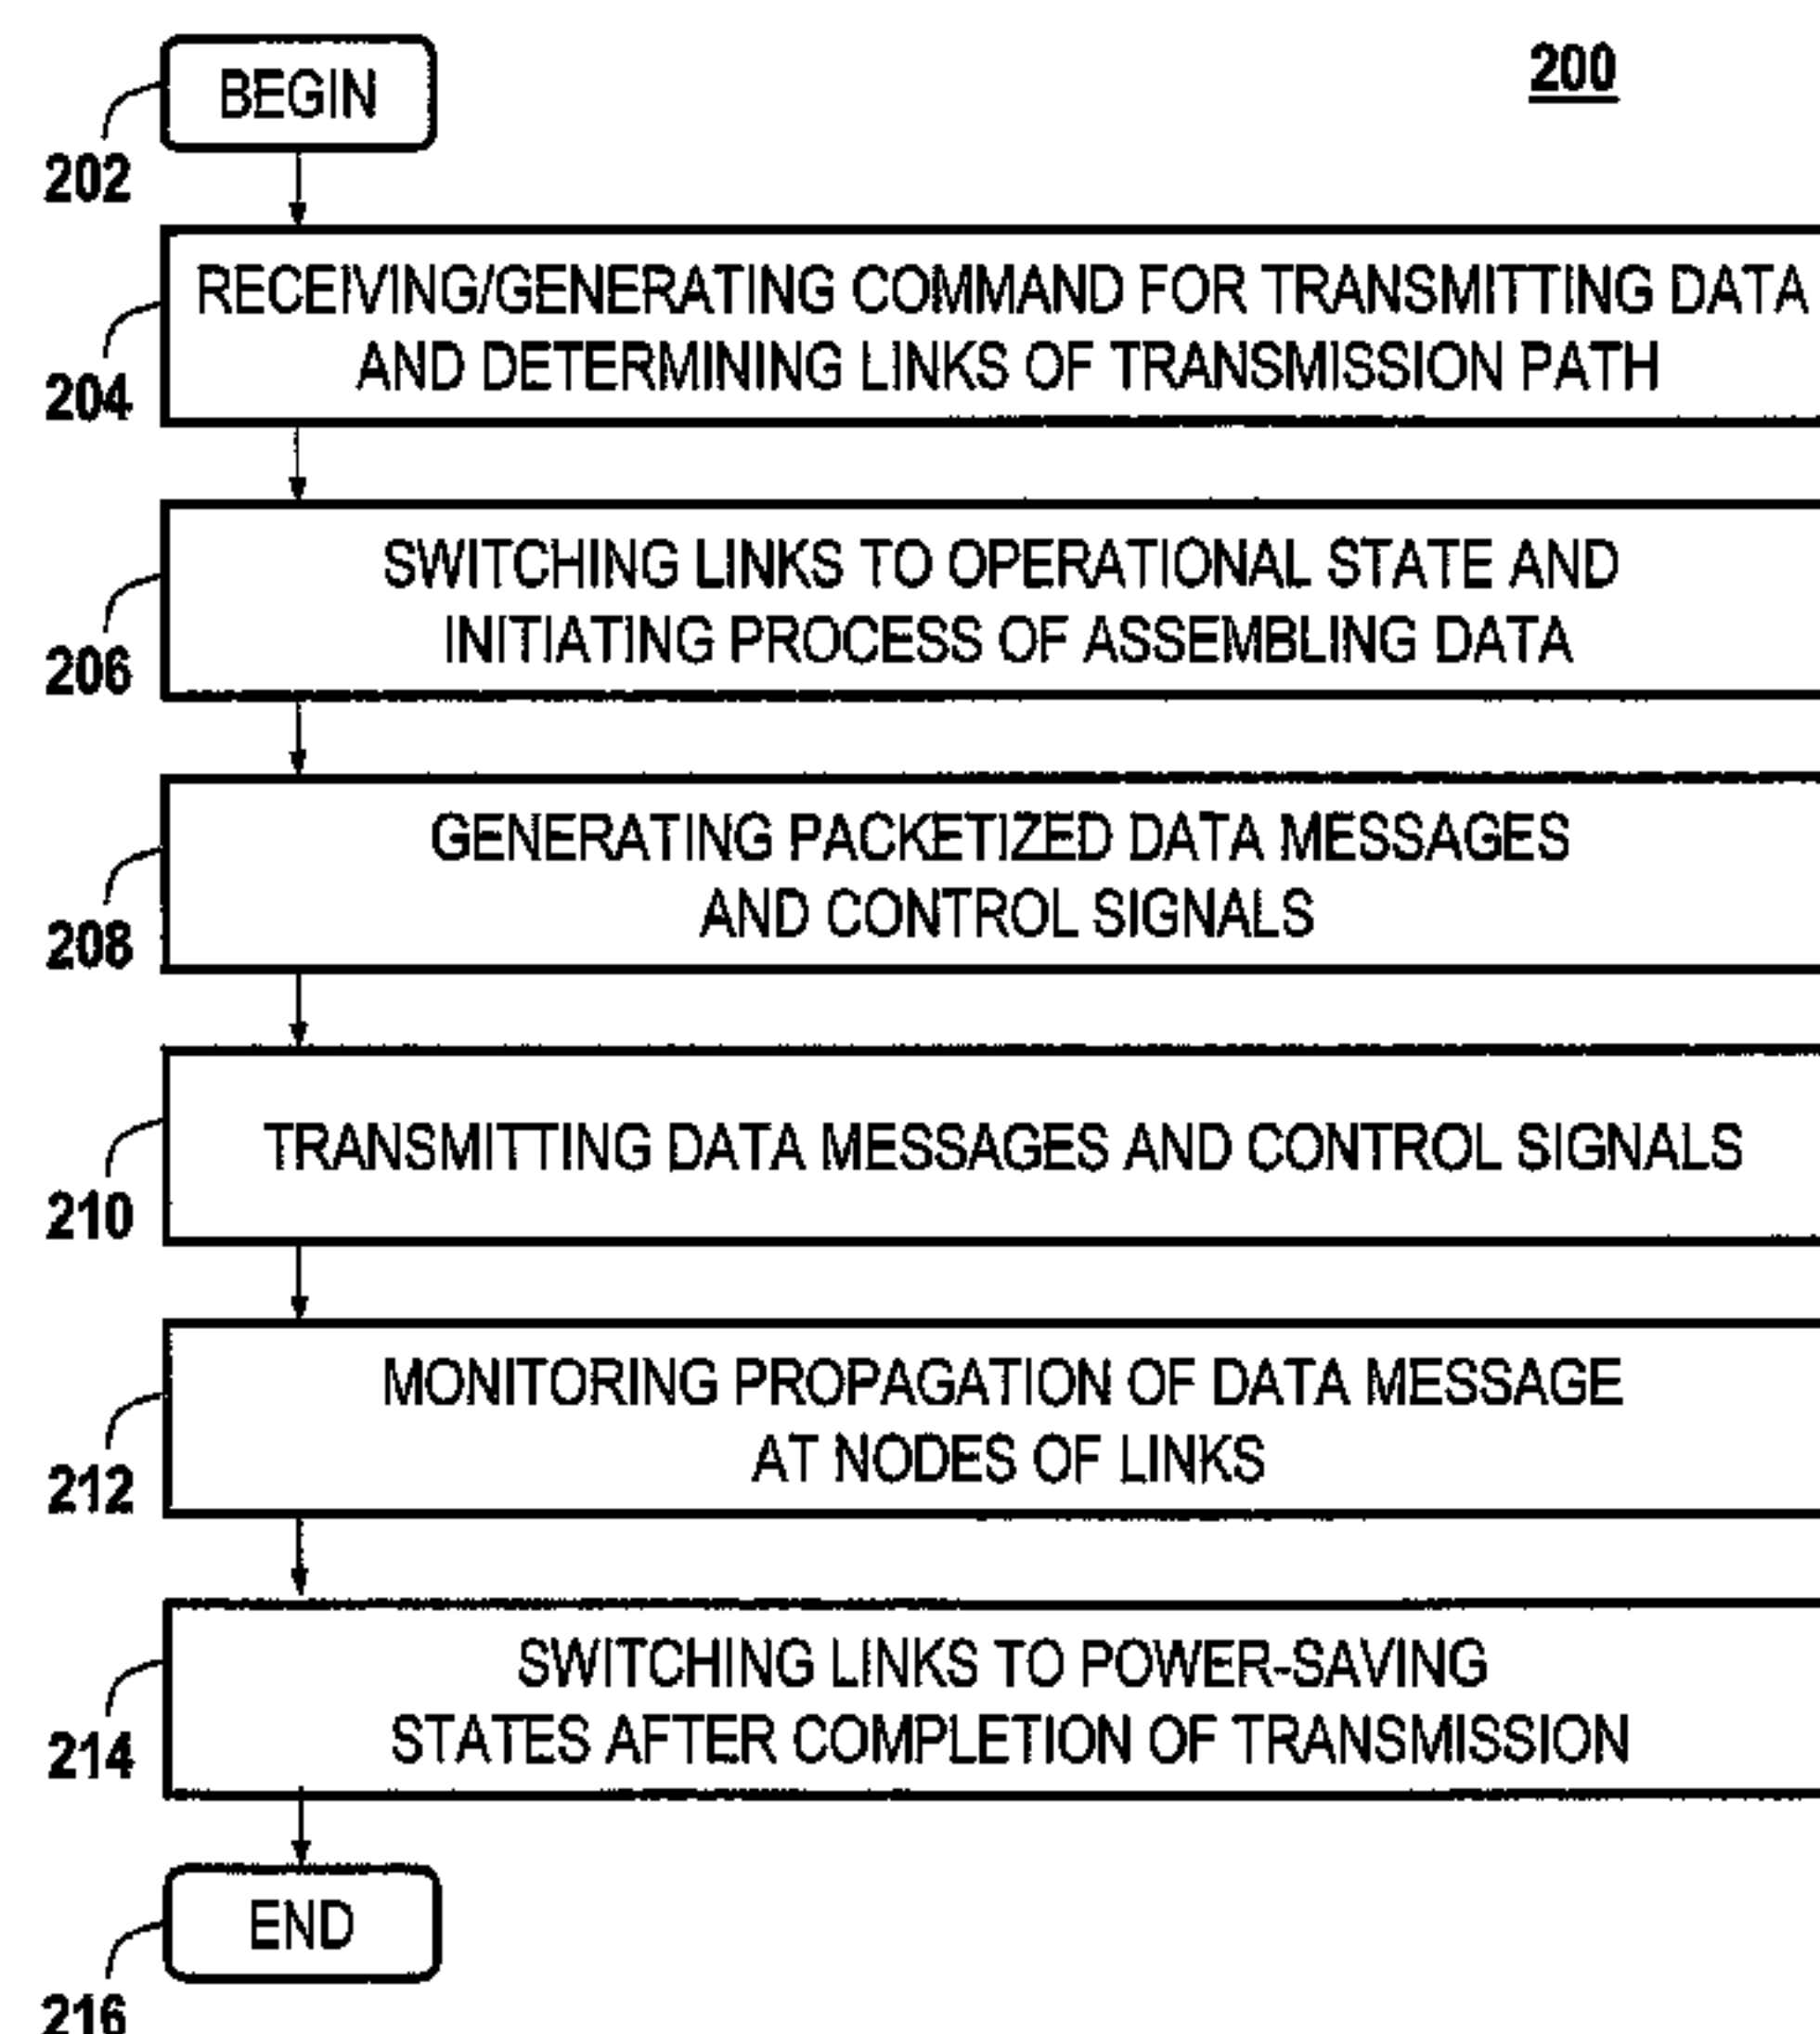 200
BEGIN
202
RECEIVING/GENERATING COMMAND FOR TRANSMITTING DATA
AND DETERMINING LINKS OF TRANSMISSION PATH
204
SWITCHING LINKS TO OPERATIONAL STATE AND
INITIATING PROCESS OF ASSEMBLING DATA
206
GENERATING PACKETIZED DATA MESSAGES
AND CONTROL SIGNALS
208
TRANSMITTING DATA MESSAGES AND CONTROL SIGNALS
210
MONITORING PROPAGATION OF DATA MESSAGE
AT NODES OF LINKS
212
SWITCHING LINKS TO POWER-SAVING
STATES AFTER COMPLETION OF TRANSMISSION
214
END
216